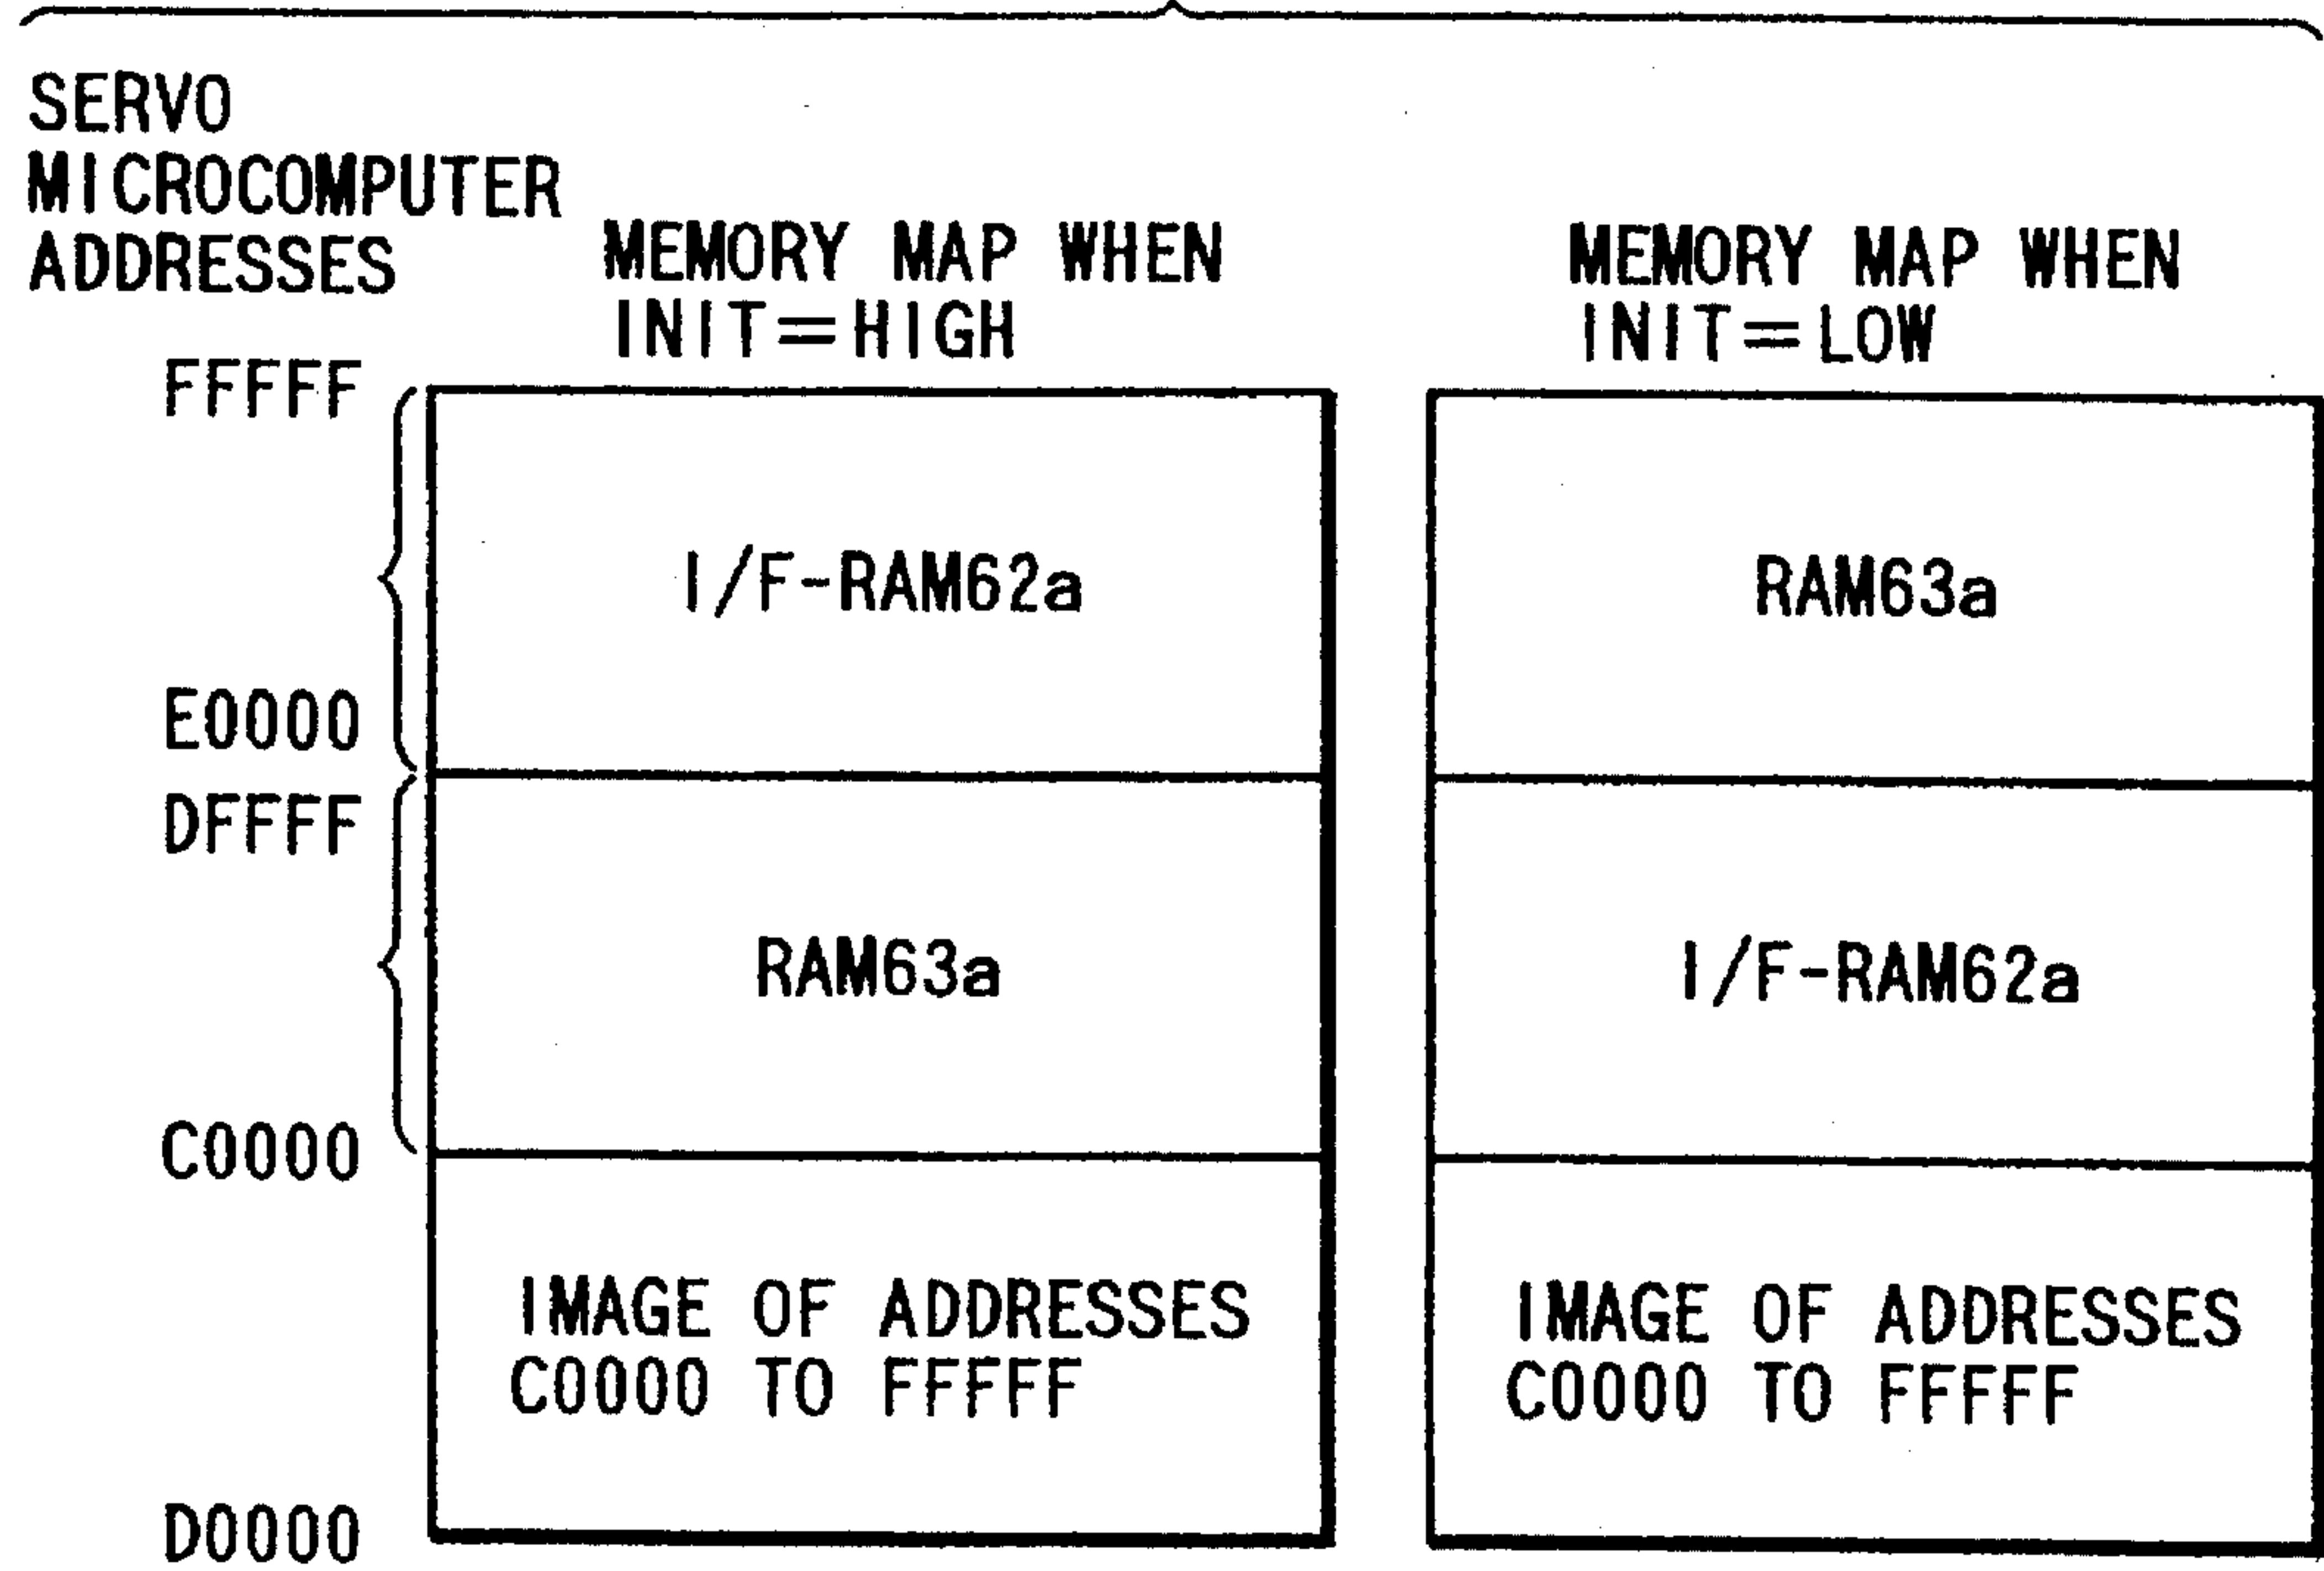 SERVO
MICROCOMPUTER
ADDRESSES
MEMORY MAP WHEN
INIT=HIGH
MEMORY MAP WHEN
INIT=LOW
FFFFF
I/F-RAM62a
RAM63a
E0000
DFFFF
RAM63a
I/F-RAM62a
C0000
IMAGE OF ADDRESSES
C0000 TO FFFFF
IMAGE OF ADDRESSES
C0000 TO FFFFF
D0000